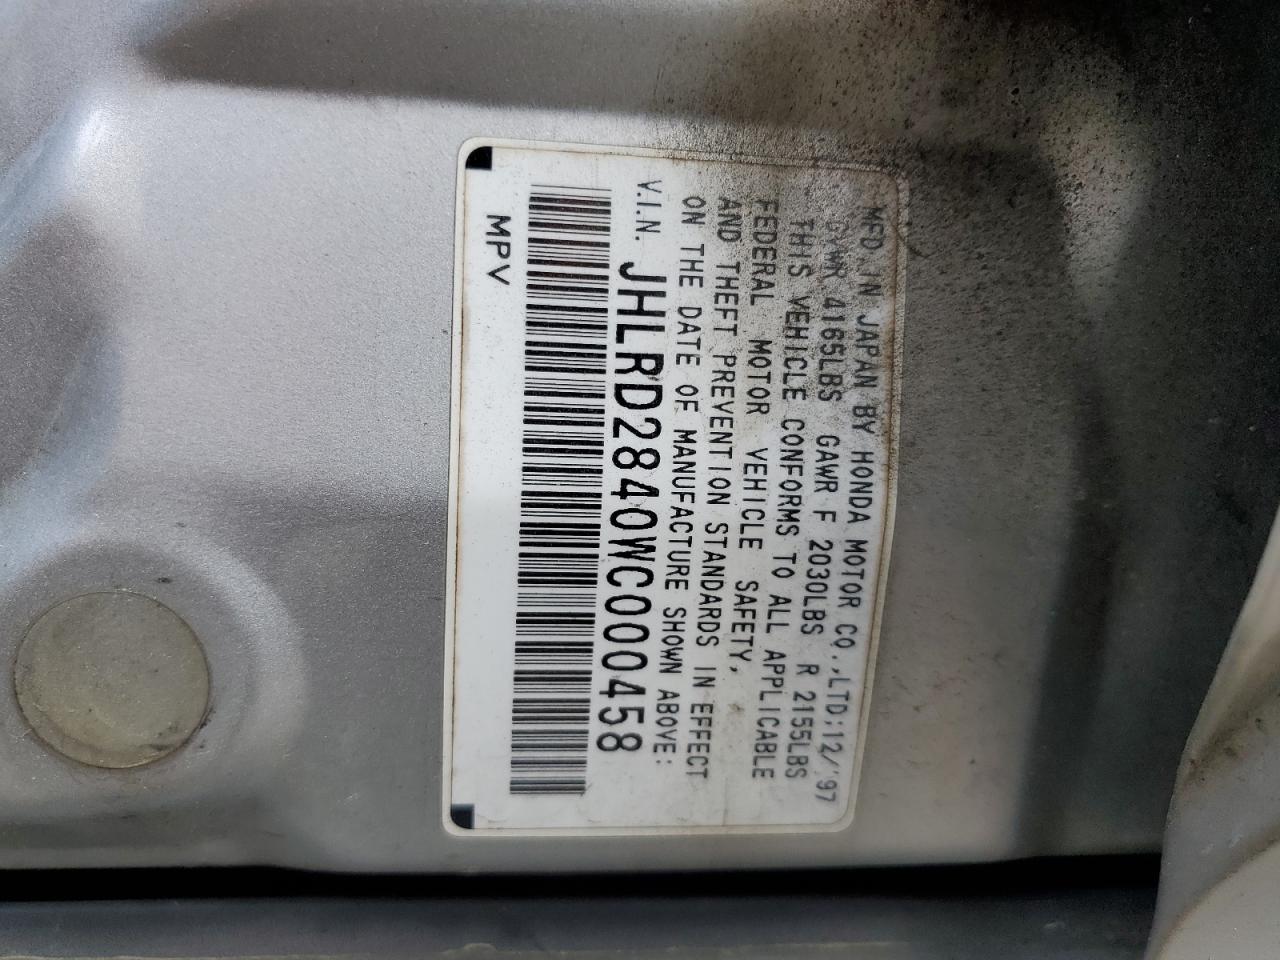 MFD.IN JAPAN BY HONDA MOTOR CO.,LTD;12/'97
GVWR 4165LBS GAWR F 2030LBS R 2155LBS
THIS VEHICLE CONFORMS TO ALL APPLICABLE
FEDERAL MOTOR VEHICLE SAFETY,
AND THEFT PREVENTION STANDARDS IN EFFECT
ON THE DATE OF MANUFACTURE SHOWN ABOVE:
V.I.N. JHLRD2840WC000458
MPV